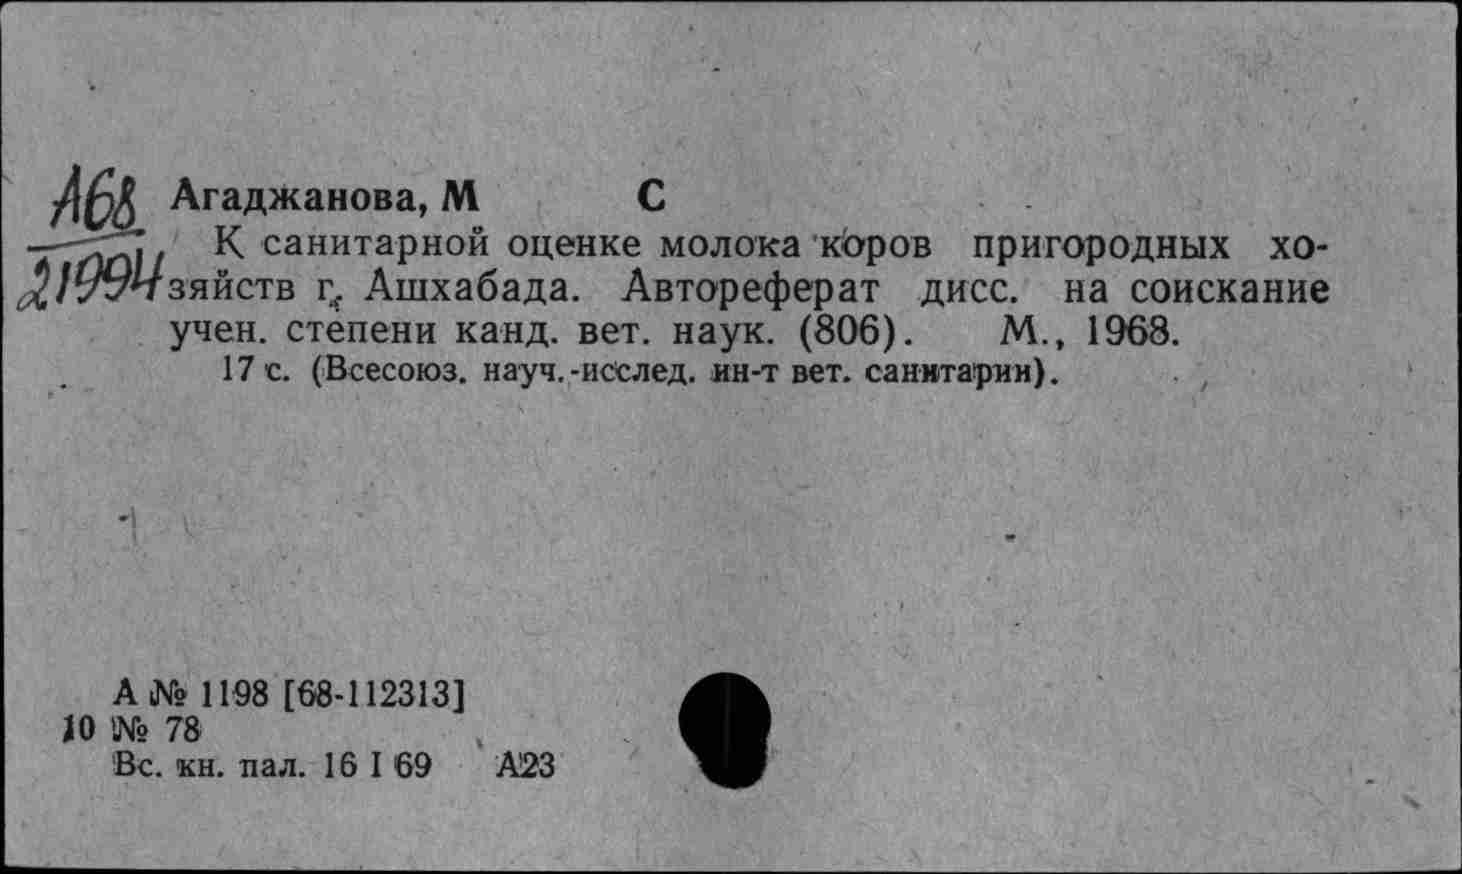 А68
21994
Агаджанова, М С
К санитарной оценке молока коров пригородных хо-
зяйств г. Ашхабада. Автореферат дисс. на соискание
учен. степени канд. вет. наук. (806). М., 1968.
17 с. (Всесоюз. науч.-исслед. ин-т вет. санитарии).
А № 1198 [68-112313]
10 № 78
Вс. кн. пал. 16 I 69 А23